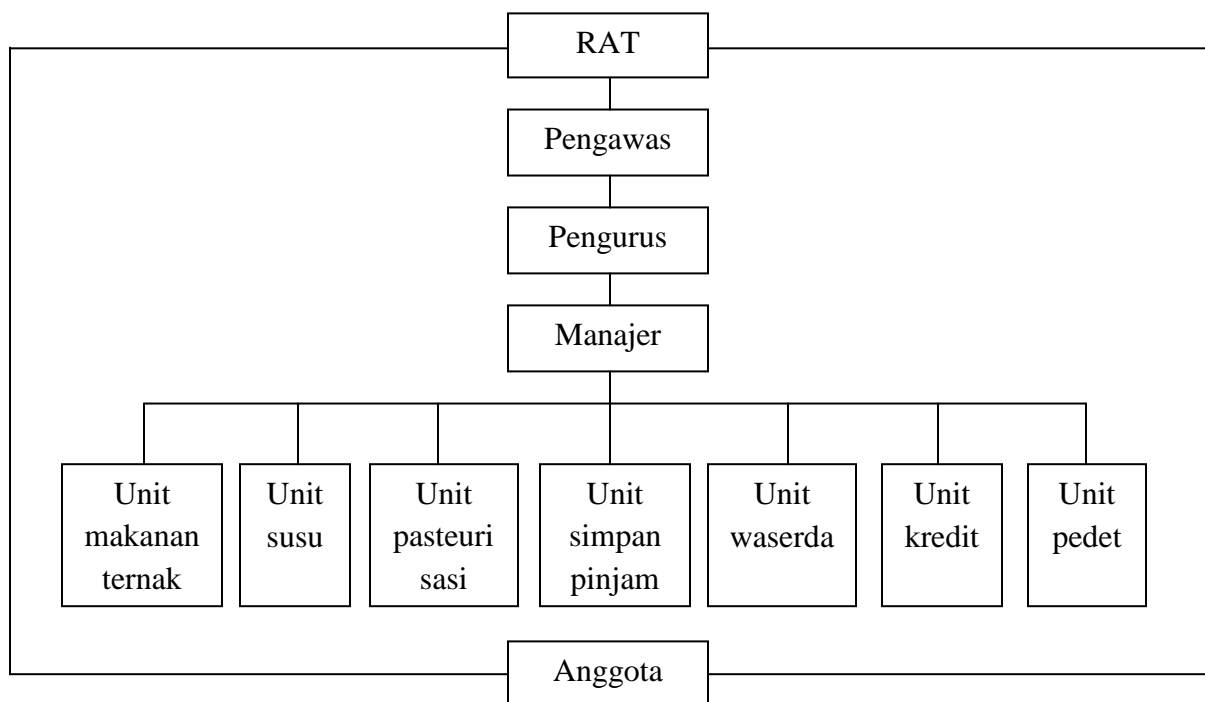 RAT
Pengawas
Pengurus
Manajer
Unit
makanan
ternak
Unit
susu
Unit
pasteuri
sasi
Unit
simpan
pinjam
Unit
waserda
Unit
kredit
Unit
pedet
Anggota